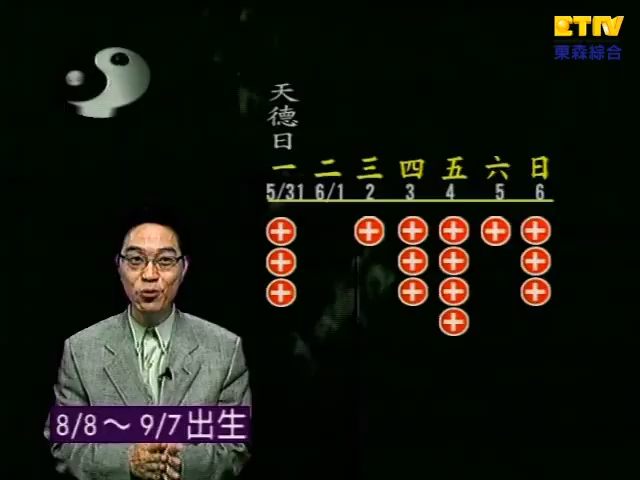 ETTV
東森綜合
天德日
一 二 三 四 五 六 日
5/31 6/1 2 3 4 5 6
8/8～9/7出生